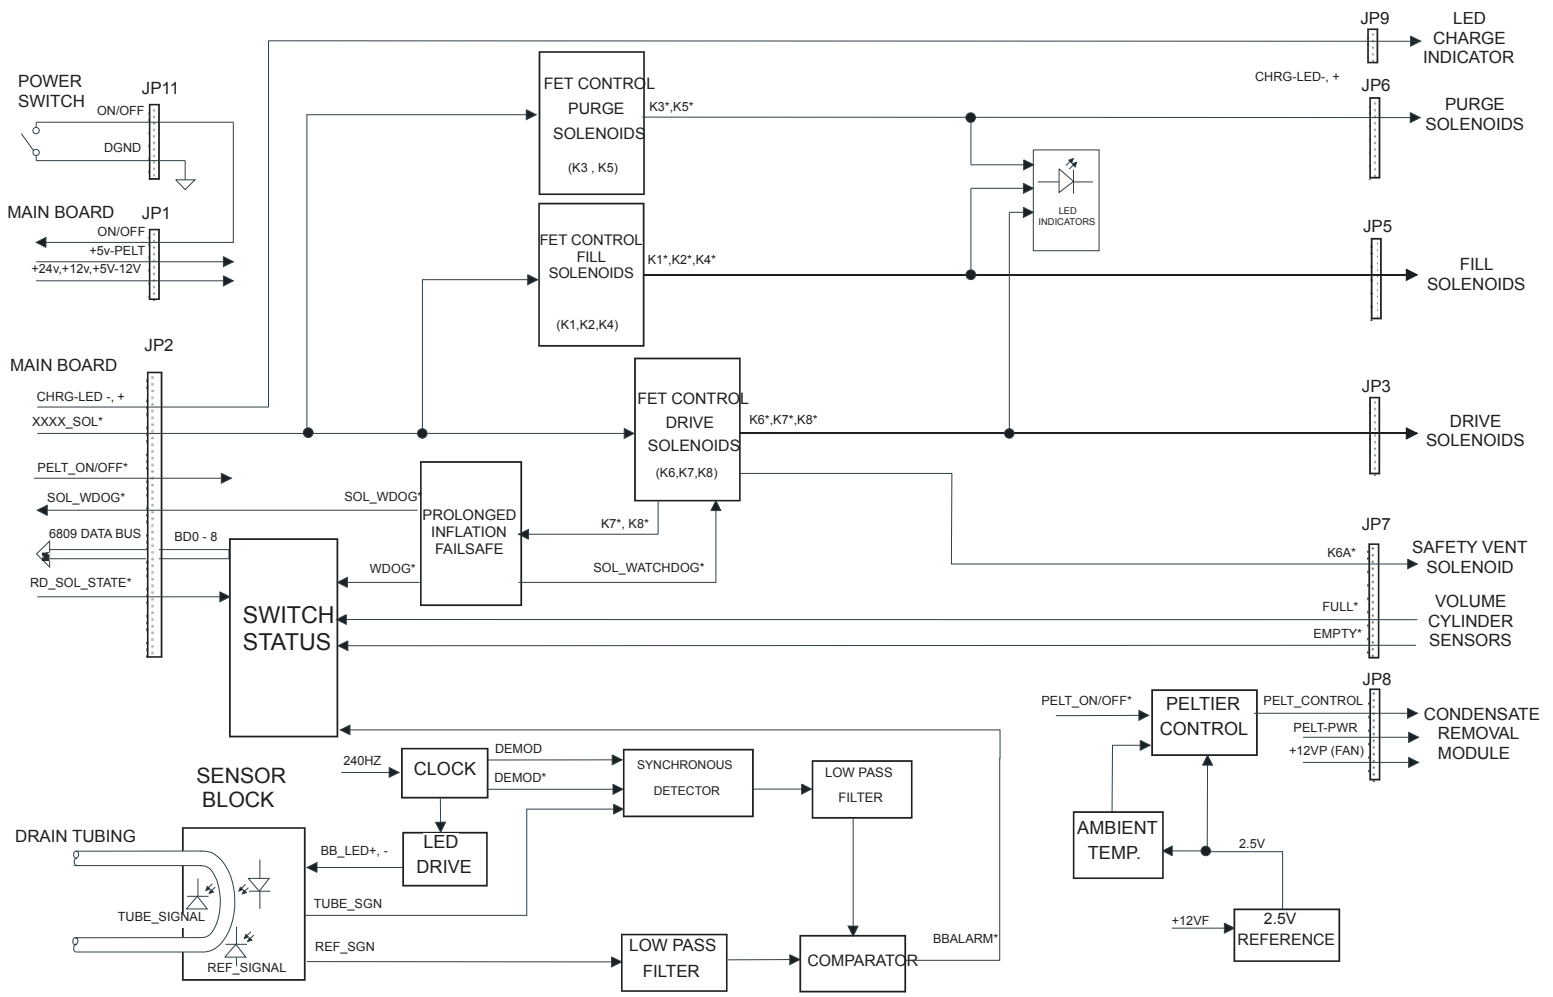 JP9
LED
CHARGE
INDICATOR
CHRG-LED-, +
POWER
SWITCH
JP11
ON/OFF
DGND
FET CONTROL
PURGE
SOLENOIDS
(K3 , K5)
K3*,K5*
JP6
PURGE
SOLENOIDS
MAIN BOARD
JP1
ON/OFF
+5v-PELT
+24v,+12v,+5V-12V
FET CONTROL
FILL
SOLENOIDS
(K1,K2,K4)
K1*,K2*,K4*
LED
INDICATORS
JP5
FILL
SOLENOIDS
JP2
MAIN BOARD
CHRG-LED -, +
XXXX_SOL*
PELT_ON/OFF*
SOL_WDOG*
6809 DATA BUS
BD0 - 8
RD_SOL_STATE*
FET CONTROL
DRIVE
SOLENOIDS
(K6,K7,K8)
K6*,K7*,K8*
JP3
DRIVE
SOLENOIDS
SOL_WDOG*
PROLONGED
INFLATION
FAILSAFE
K7*, K8*
WDOG*
SOL_WATCHDOG*
SWITCH
STATUS
JP7
K6A*
SAFETY VENT
SOLENOID
FULL*
EMPTY*
VOLUME
CYLINDER
SENSORS
JP8
PELT_ON/OFF*
PELTIER
CONTROL
PELT_CONTROL
PELT-PWR
+12VP (FAN)
CONDENSATE
REMOVAL
MODULE
240HZ
CLOCK
DEMOD
DEMOD*
SYNCHRONOUS
DETECTOR
LOW PASS
FILTER
SENSOR
BLOCK
DRAIN TUBING
BB_LED+, -
LED
DRIVE
TUBE_SGN
TUBE_SIGNAL
REF_SGN
REF_SIGNAL
LOW PASS
FILTER
COMPARATOR
BBALARM*
AMBIENT
TEMP.
2.5V
+12VF
2.5V
REFERENCE